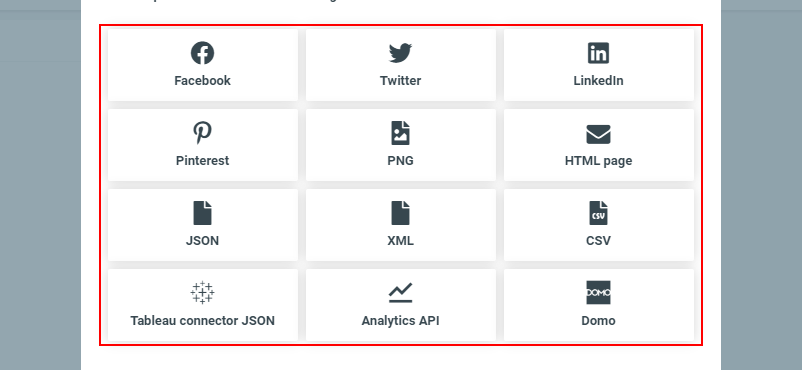 Facebook
Twitter
LinkedIn
Pinterest
PNG
HTML page
JSON
XML
CSV
CSV
Tableau connector JSON
Analytics API
DOMO
Domo